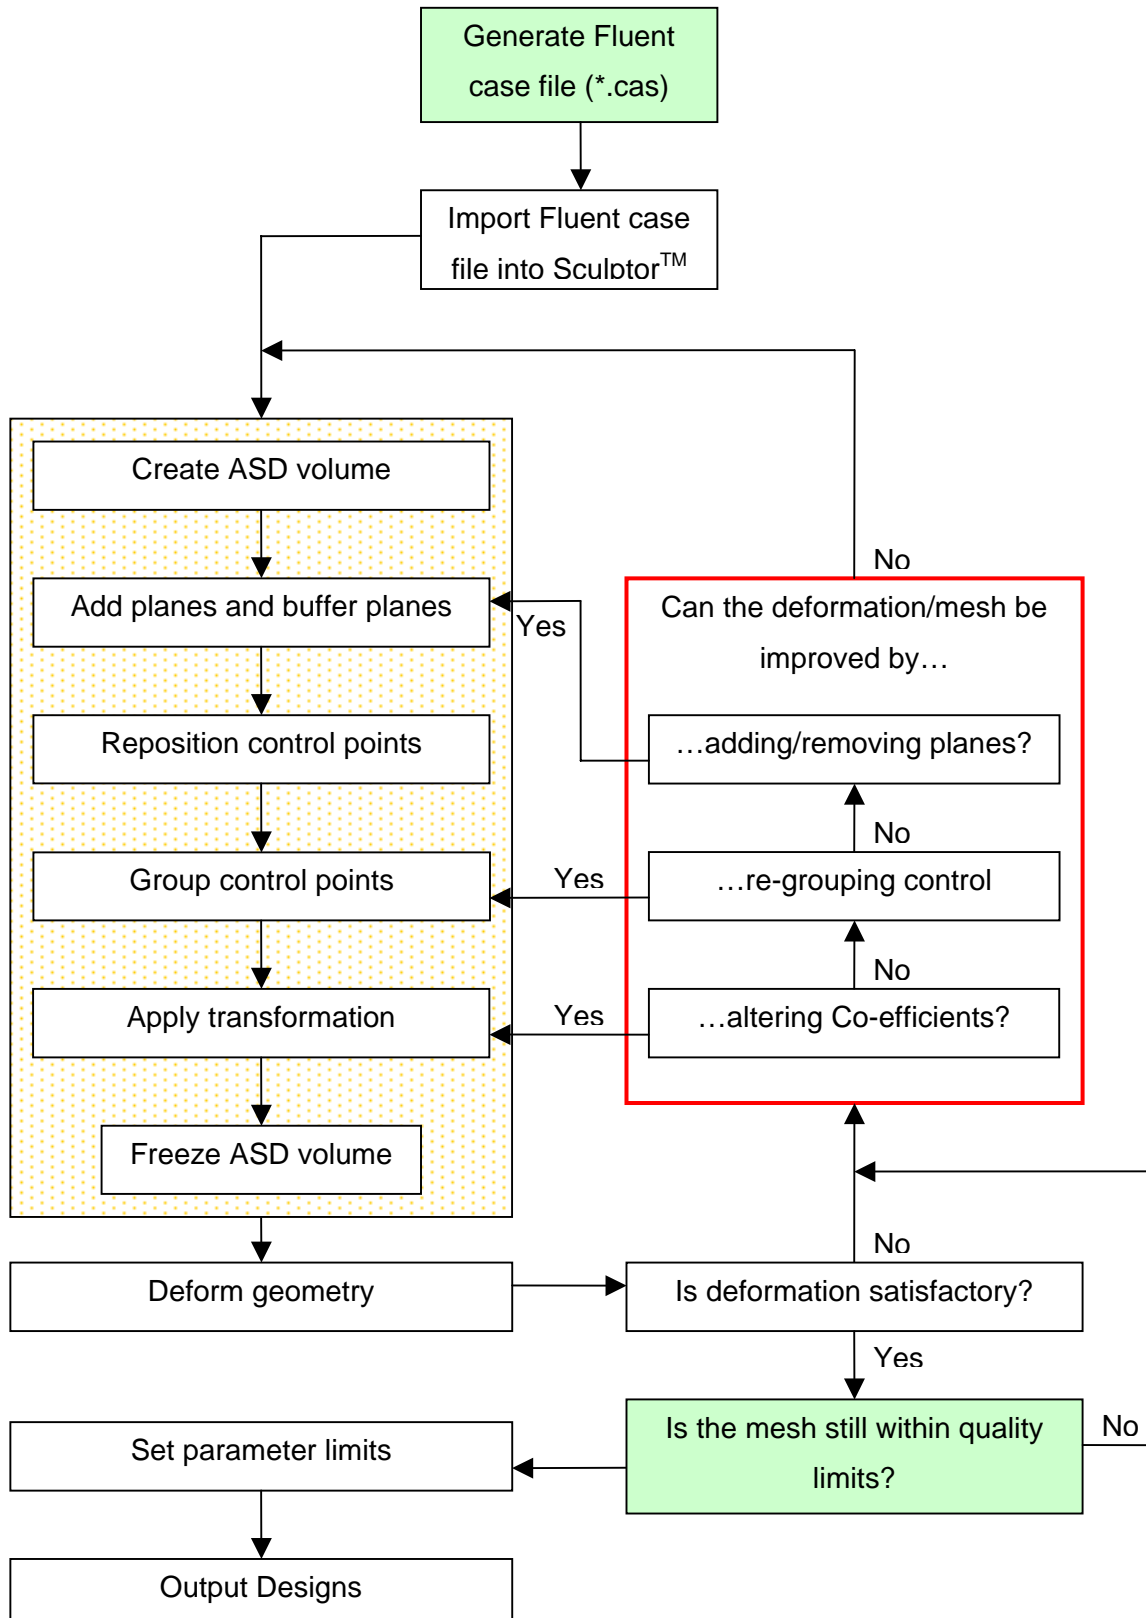 Generate Fluent
case file (*.cas)
Import Fluent case
file into Sculptor™
No
Create ASD volume
Add planes and buffer planes
Yes
Can the deformation/mesh be
improved by…
Reposition control points
…adding/removing planes?
No
Group control points
Yes
…re-grouping control
No
Apply transformation
Yes
…altering Co-efficients?
Freeze ASD volume
No
Deform geometry
Is deformation satisfactory?
Yes
Set parameter limits
Is the mesh still within quality
limits?
No
Output Designs